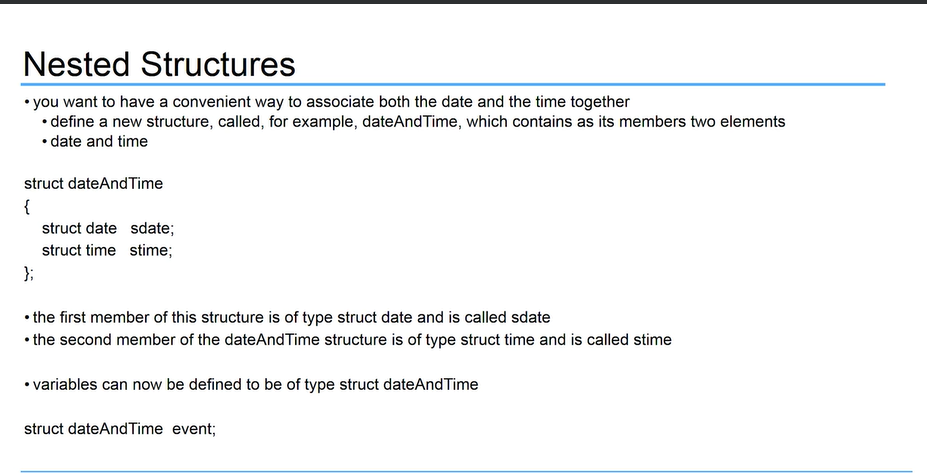 Nested Structures
• you want to have a convenient way to associate both the date and the time together
• define a new structure, called, for example, dateAndTime, which contains as its members two elements
• date and time
struct dateAndTime
{
struct date sdate;
struct time stime;
};
• the first member of this structure is of type struct date and is called sdate
• the second member of the dateAndTime structure is of type struct time and is called stime
• variables can now be defined to be of type struct dateAndTime
struct dateAndTime event;